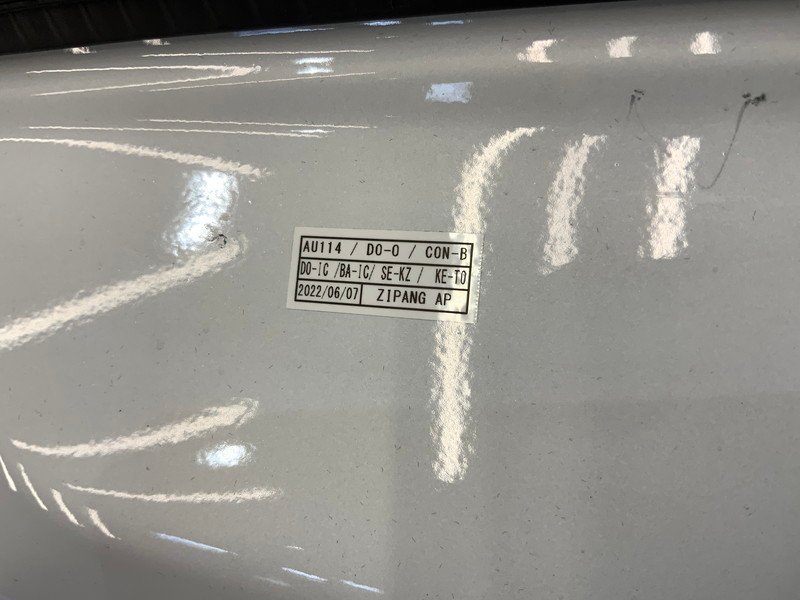 AU114 / DO-O / CON-B
DO-IC /BA-IC/ SE-KZ / KE-TO
2022/06/07 ZIPANG AP